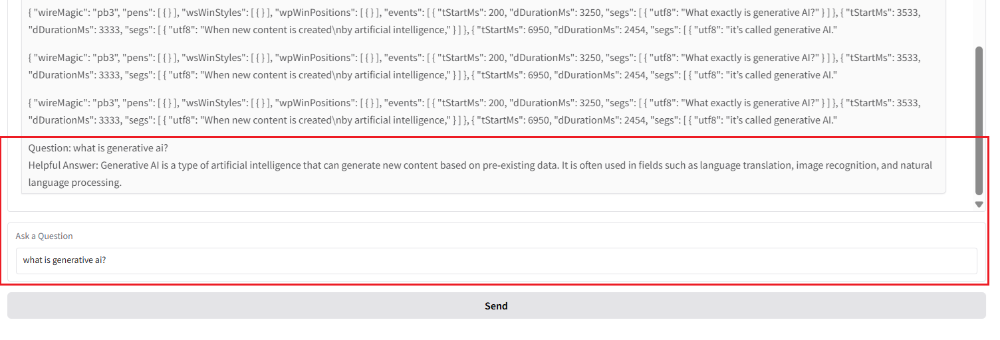 { "wireMagic": "pb3", "pens": [ { } ], "wsWinStyles": [ { } ], "wpWinPositions": [ { } ], "events": [ { "tStartMs": 200, "dDurationMs": 3250, "segs": [ { "utf8": "What exactly is generative AI?" } ] }, { "tStartMs": 3533,
"dDurationMs": 3333, "segs": [ { "utf8": "When new content is created\nby artificial intelligence," } ] }, { "tStartMs": 6950, "dDurationMs": 2454, "segs": [ { "utf8": "it’s called generative AI."
{ "wireMagic": "pb3", "pens": [ { } ], "wsWinStyles": [ { } ], "wpWinPositions": [ { } ], "events": [ { "tStartMs": 200, "dDurationMs": 3250, "segs": [ { "utf8": "What exactly is generative AI?" } ] }, { "tStartMs": 3533,
"dDurationMs": 3333, "segs": [ { "utf8": "When new content is created\nby artificial intelligence," } ] }, { "tStartMs": 6950, "dDurationMs": 2454, "segs": [ { "utf8": "it’s called generative AI."
{ "wireMagic": "pb3", "pens": [ { } ], "wsWinStyles": [ { } ], "wpWinPositions": [ { } ], "events": [ { "tStartMs": 200, "dDurationMs": 3250, "segs": [ { "utf8": "What exactly is generative AI?" } ] }, { "tStartMs": 3533,
"dDurationMs": 3333, "segs": [ { "utf8": "When new content is created\nby artificial intelligence," } ] }, { "tStartMs": 6950, "dDurationMs": 2454, "segs": [ { "utf8": "it’s called generative AI."
Question: what is generative ai?
Helpful Answer: Generative AI is a type of artificial intelligence that can generate new content based on pre-existing data. It is often used in fields such as language translation, image recognition, and natural
language processing.
Ask a Question
what is generative ai?
Send